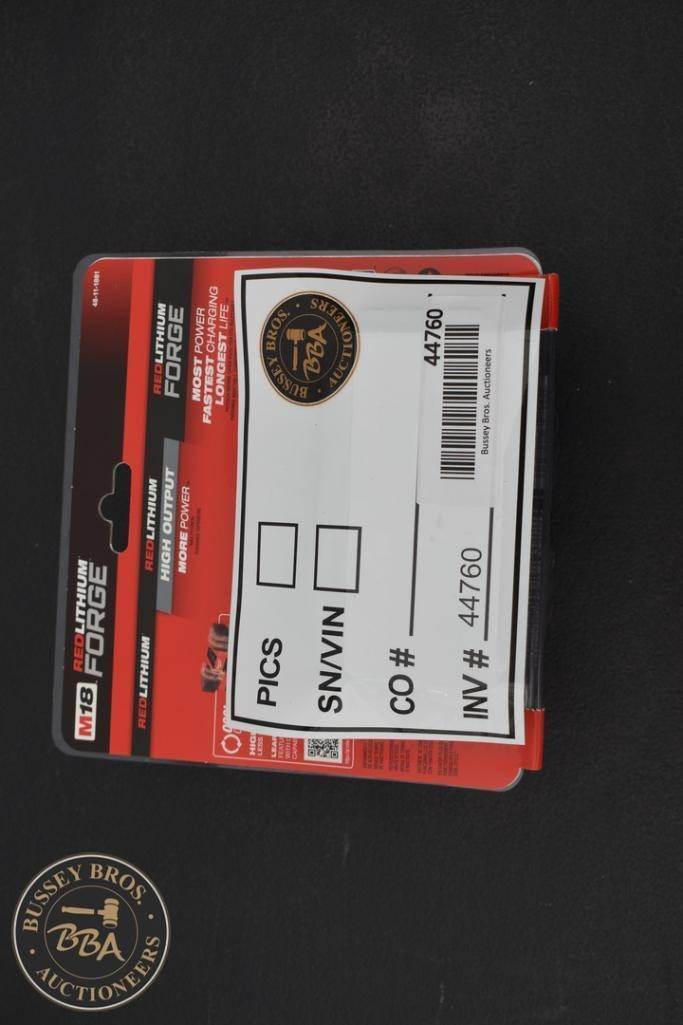 48-11-1881
M18 REDLITHIUM
FORGE
REDLITHIUM
REDLITHIUM
HIGH OUTPUT
MORE POWER
REDLITHIUM
FORGE
MOST POWER
FASTEST CHARGING
LONGEST LIFE
BUSSEY BROS.
BBA
AUCTIONEERS
PICS
SN/VIN
CO #
INV # 44760
44760
Bussey Bros. Auctioneers
BUSSEY BROS.
BBA
AUCTIONEERS